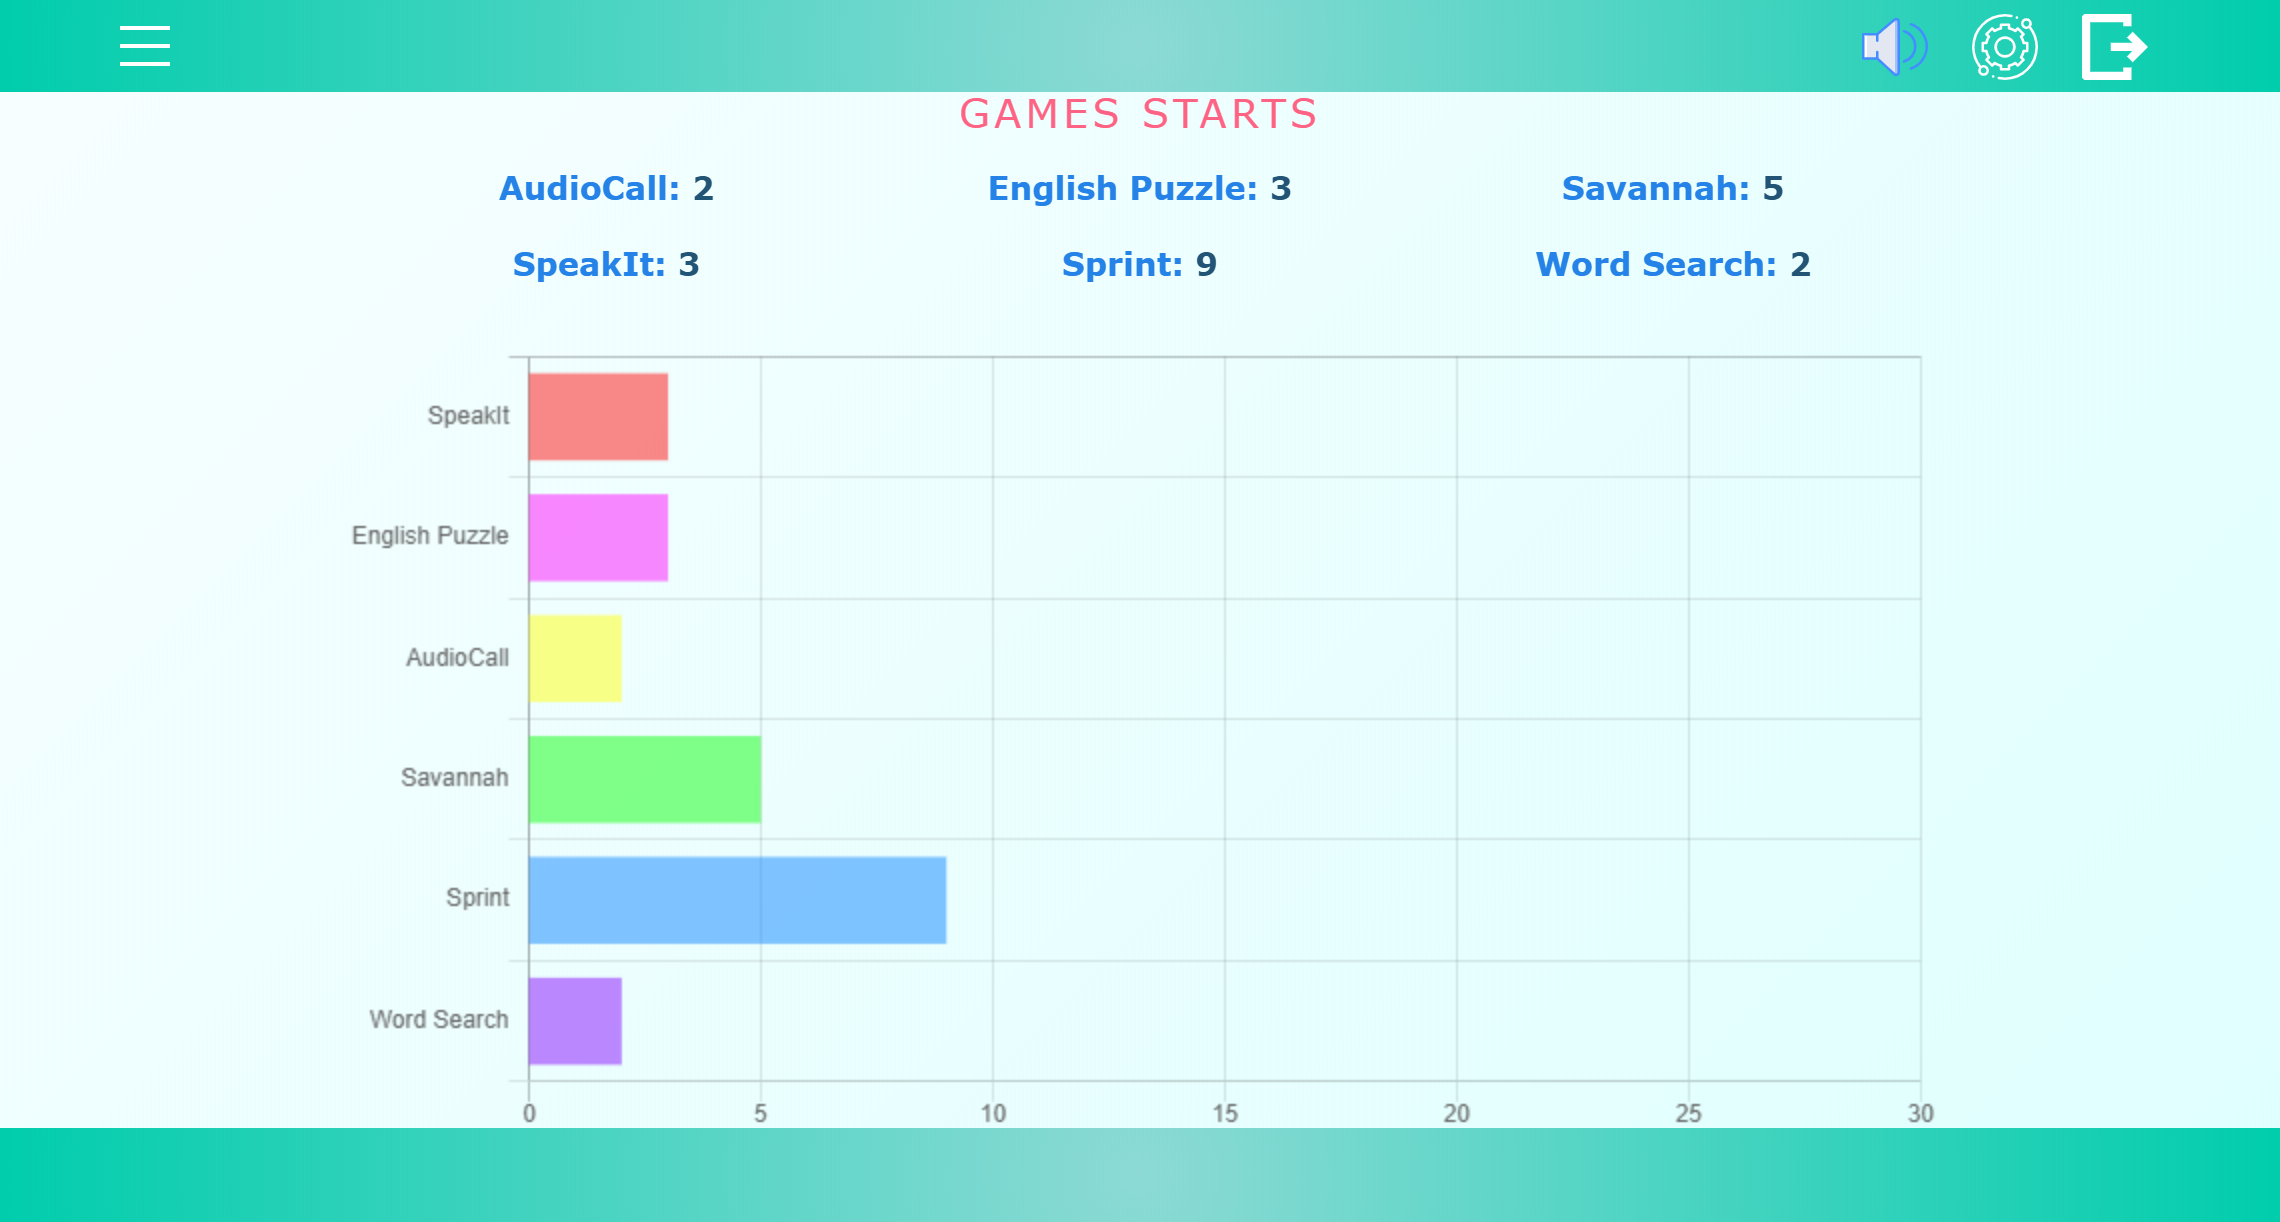 GAMES STARTS
AudioCall: 2 English Puzzle: 3 Savannah: 5
SpeakIt: 3 Sprint: 9 Word Search: 2
SpeakIt
English Puzzle
AudioCall
Savannah
Sprint
Word Search
0 5 10 15 20 25 30